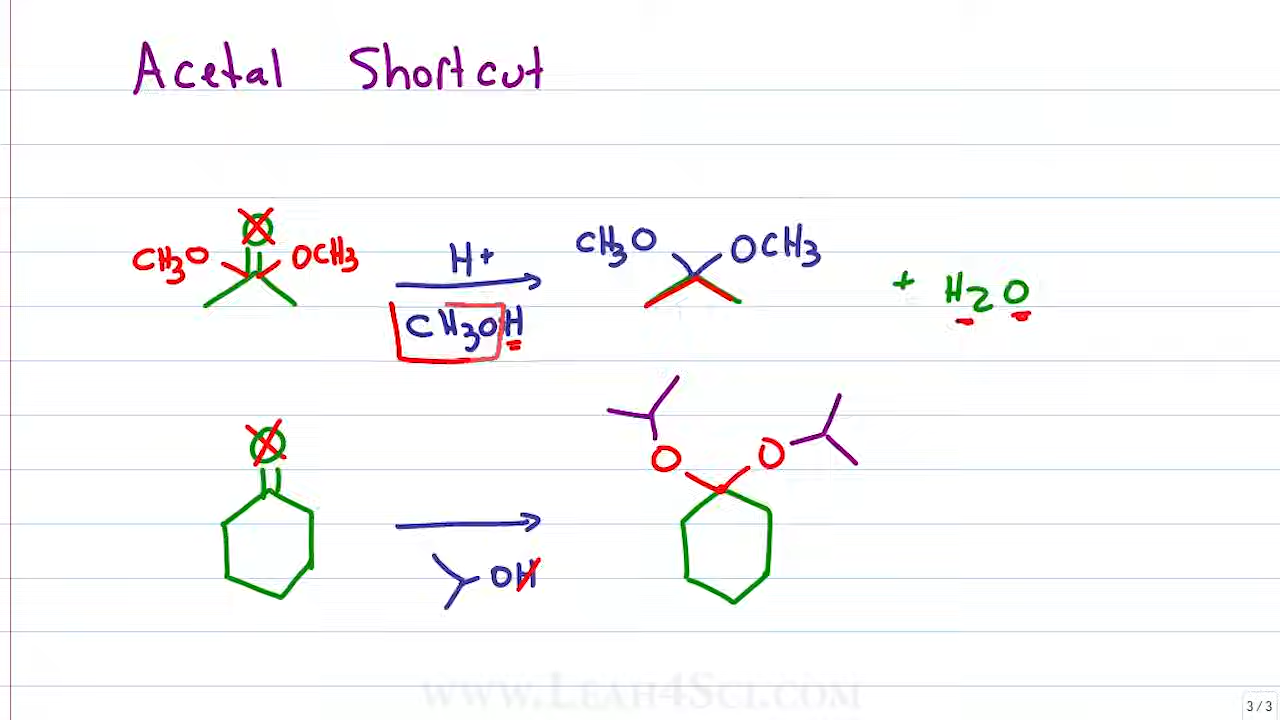 Acetal Shortcut
O
CH3O OCH3 H+ CH3O OCH3 + H2O
CH3OH
O O O
OH
www.Leah4Sci.com
3/3